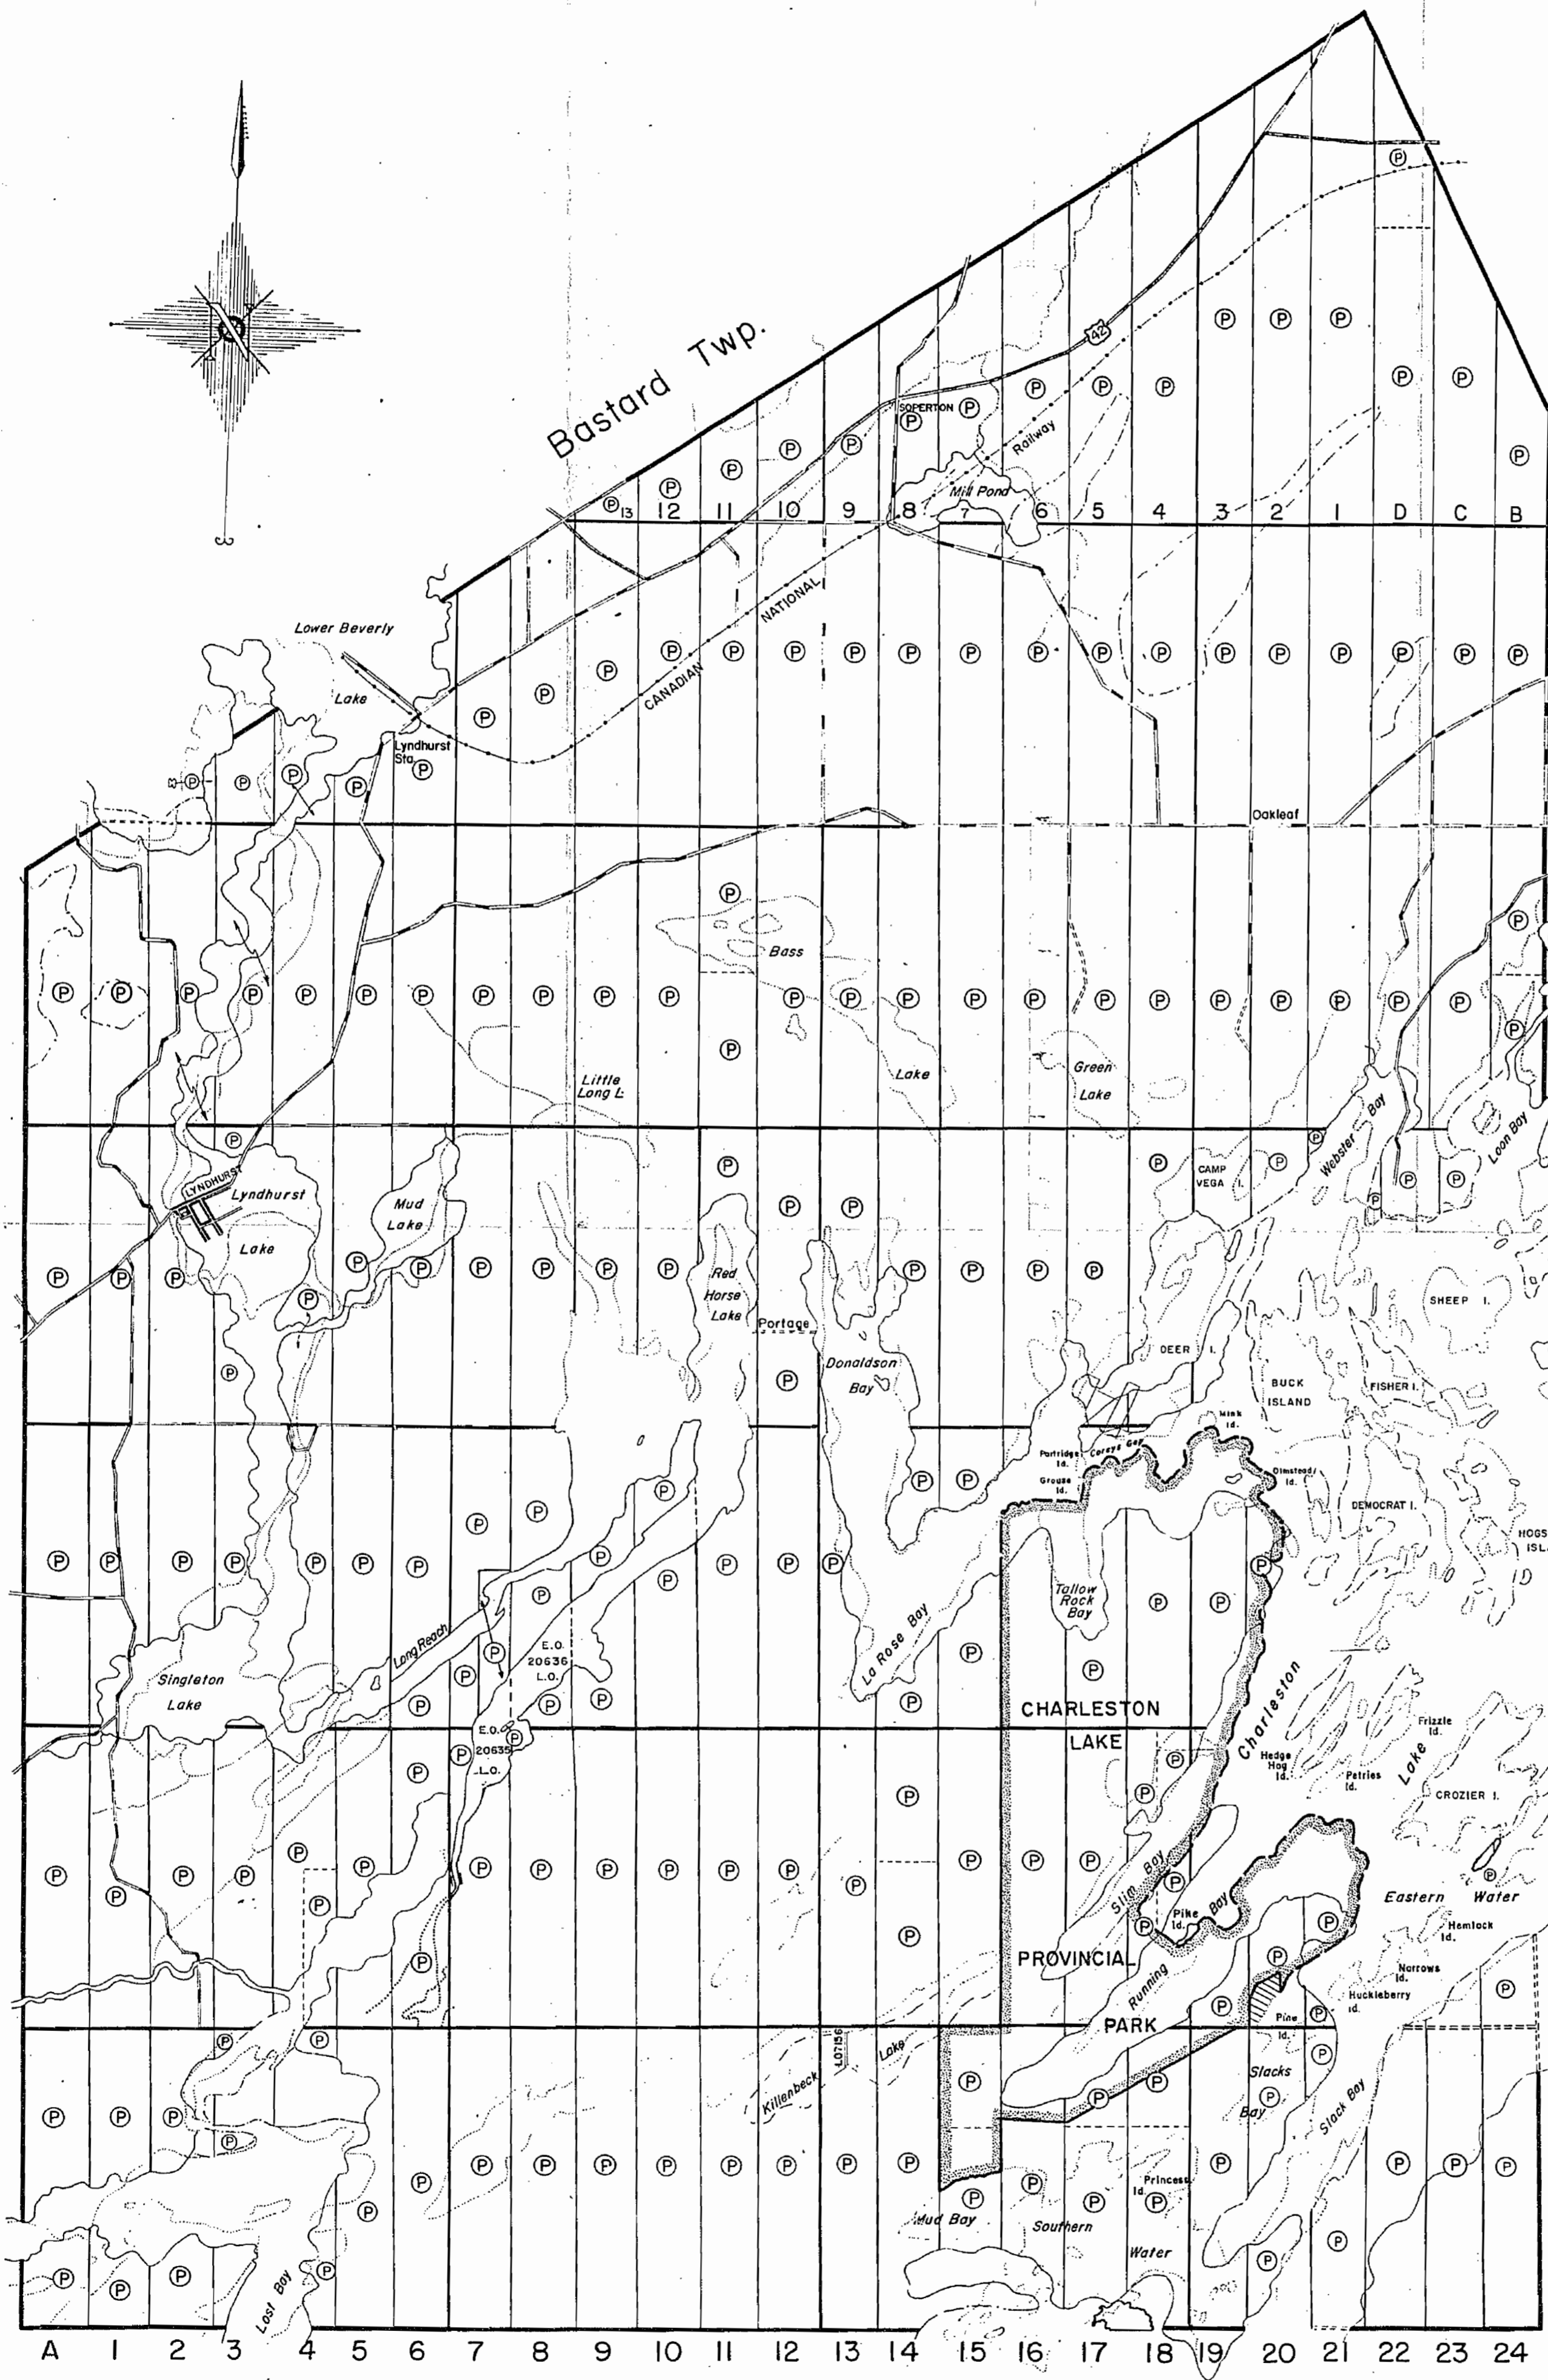 Bastard Twp.
42
SOPERTON
Railway
Mill Pond
13 12 11 10 9 8 7 6 5 4 3 2 1 D C B
CANADIAN NATIONAL
Lower Beverly
Lake
Lyndhurst
Sta.
Oakleaf
Bass
Lake
Little
Long L.
Green
Lake
Webster Bay
Loon Bay
CAMP
VEGA I.
LYNDHURST
Lyndhurst
Lake
Mud
Lake
Red
Horse
Lake
Portage
Donaldson
Bay
SHEEP I.
DEER I.
BUCK
ISLAND
FISHER I.
Mink
Id.
Partridge
Id.
Coreys Gap
Grouse
Id.
Olmstead
Id.
DEMOCRAT I.
HOGS
ISL.
Tallow
Rock
Bay
La Rose Bay
Long Reach
E.O.
20636
L.O.
Singleton
Lake
E.O.
20635
L.O.
CHARLESTON
LAKE
Charleston
Lake
Frizzle
Id.
Hedge
Hog
Id.
Petries
Id.
CROZIER I.
Slim Bay
Pike
Id.
Bay
Eastern Water
Hemlock
Id.
PROVINCIAL
Running
Narrows
Id.
Huckleberry
Id.
PARK
Pine
Id.
LO7156
Killenbeck
Lake
Slacks
Bay
Slack Bay
Princess
Id.
Mud Bay
Southern
Water
Lost Bay
A 1 2 3 4 5 6 7 8 9 10 11 12 13 14 15 16 17 18 19 20 21 22 23 24